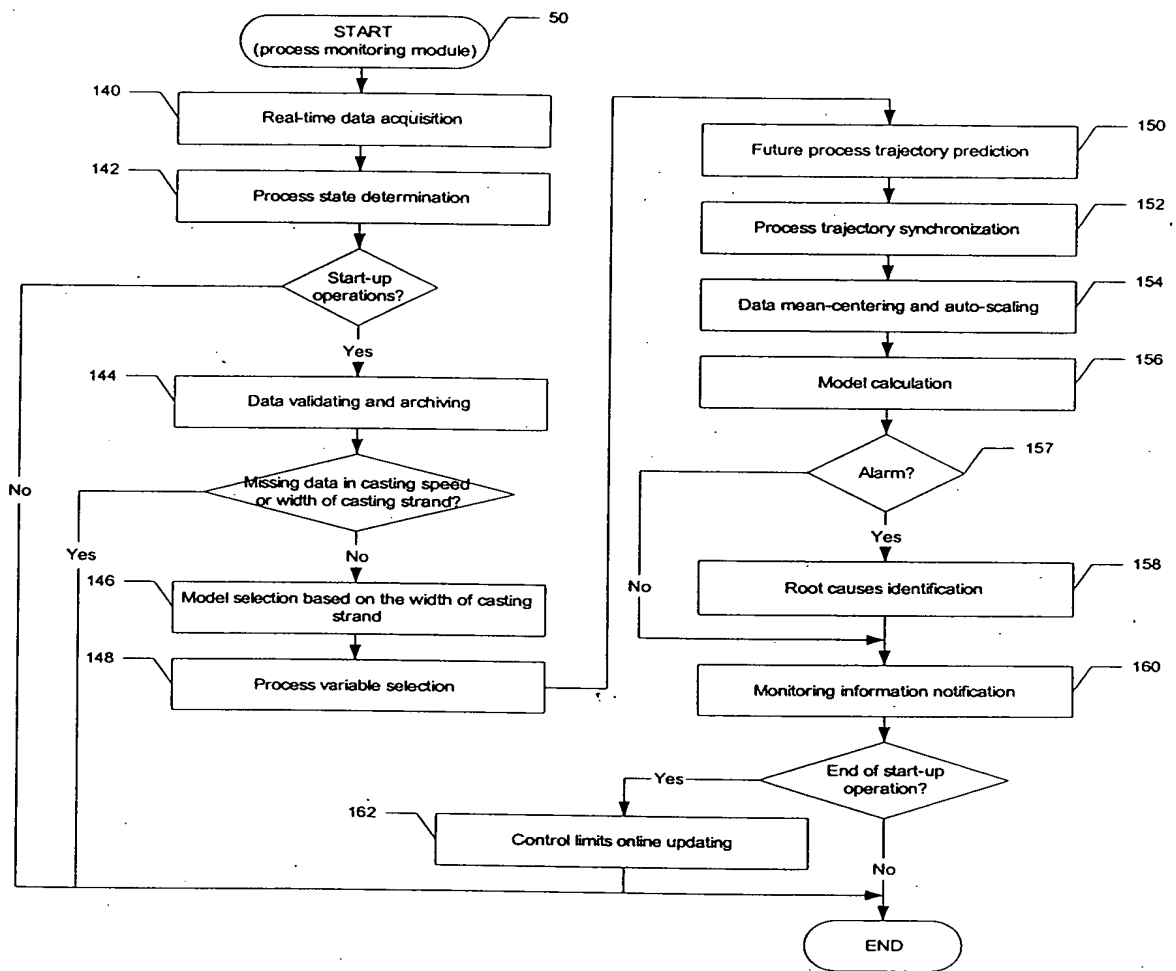 START
(process monitoring module)
50
140
Real-time data acquisition
142
Process state determination
Start-up
operations?
Yes
No
144
Data validating and archiving
Missing data in casting speed
or width of casting strand?
Yes
No
146
Model selection based on the width of casting
strand
148
Process variable selection
150
Future process trajectory prediction
152
Process trajectory synchronization
154
Data mean-centering and auto-scaling
156
Model calculation
157
Alarm?
Yes
No
158
Root causes identification
160
Monitoring information notification
End of start-up
operation?
Yes
No
162
Control limits online updating
END